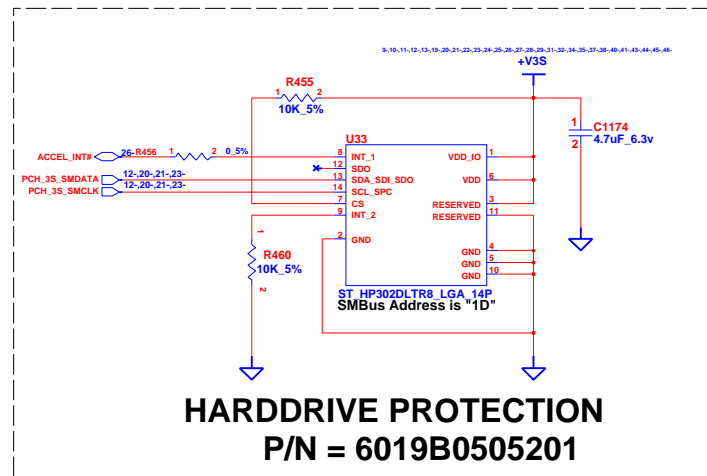 9-,10-,11-,12-,13-,19-,20-,21-,22-,23-,24-,25-,26-,27-,28-,29-,31-,32-,34-,35-,37-,38-,40-,41-,43-,44-,45-,46-
+V3S
R455
1 2
10K_5%
C1174
1
4.7uF_6.3v
2
U33
ACCEL_INT# 26- R456 1 2 0_5% 8 INT_1 VDD_IO 1
12 SDO
PCH_3S_SMDATA 12-,20-,21-,23- 13 SDA_SDI_SDO VDD 6
PCH_3S_SMCLK 12-,20-,21-,23- 14 SCL_SPC
7 CS RESERVED 3
9 INT_2 RESERVED 11
1
2 GND
R460
10K_5%
2
GND 4
GND 5
GND 10
ST_HP302DLTR8_LGA_14P
SMBus Address is "1D"
HARDDRIVE PROTECTION
P/N = 6019B0505201